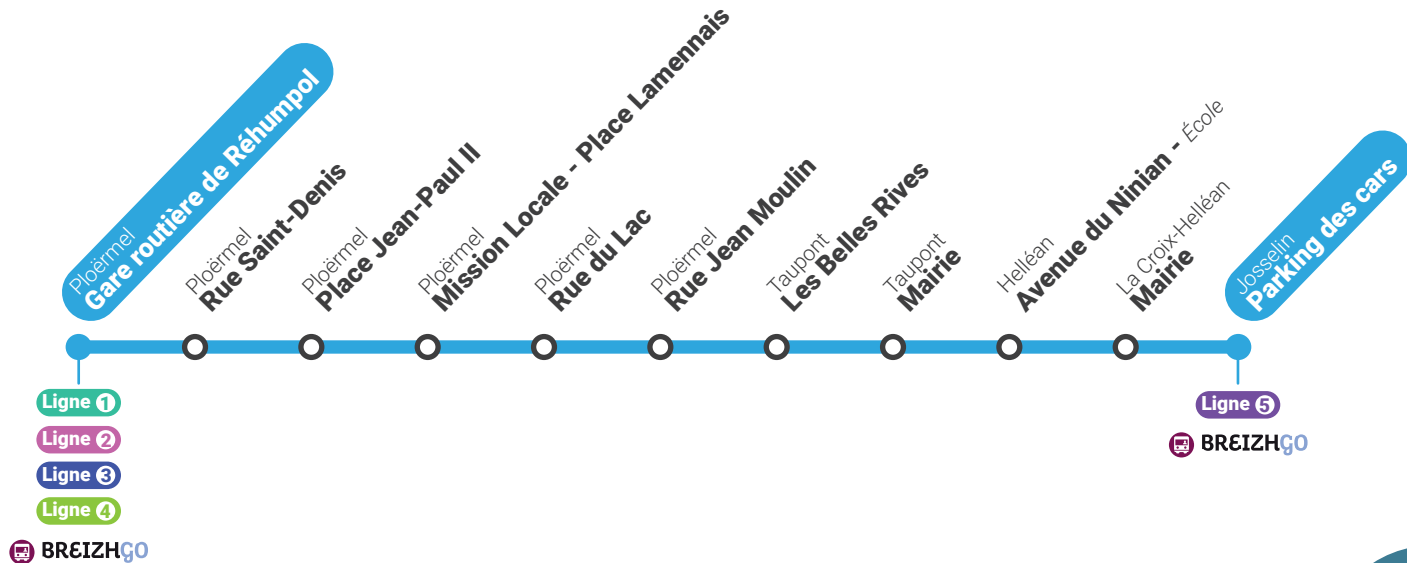 Ploërmel
Gare routière de Réhumpol
Ploërmel
Rue Saint-Denis
Ploërmel
Place Jean-Paul II
Ploërmel
Mission Locale - Place Lamennais
Ploërmel
Rue du Lac
Ploërmel
Rue Jean Moulin
Taupont
Les Belles Rives
Taupont
Mairie
Helléan
Avenue du Ninian - École
La Croix-Helléan
Mairie
Josselin
Parking des cars
Ligne 1
Ligne 2
Ligne 3
Ligne 4
BREIZHGO
Ligne 5
BREIZHGO